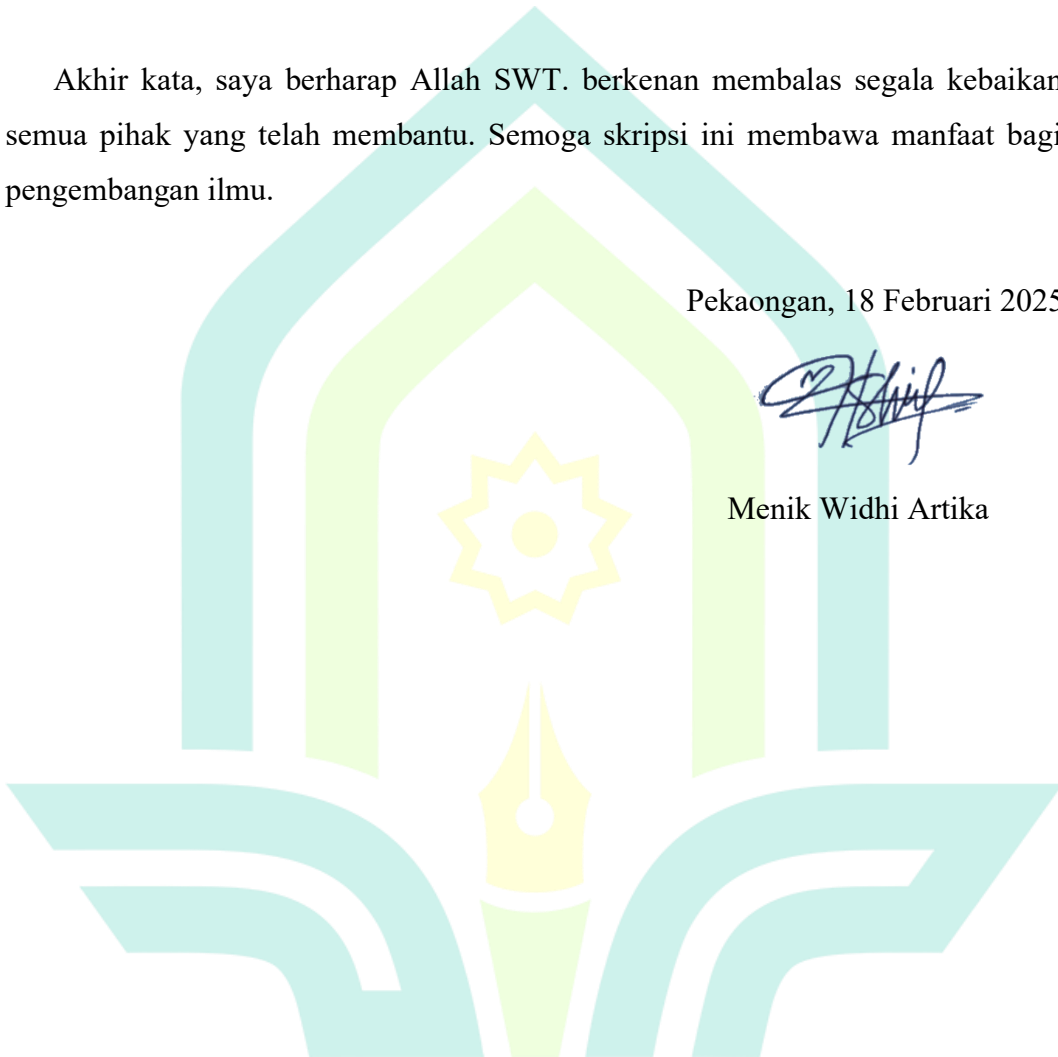 Akhir kata, saya berharap Allah SWT. berkenan membalas segala kebaikan
semua pihak yang telah membantu. Semoga skripsi ini membawa manfaat bagi
pengembangan ilmu.
Pekaongan, 18 Februari 2025
Menik Widhi Artika